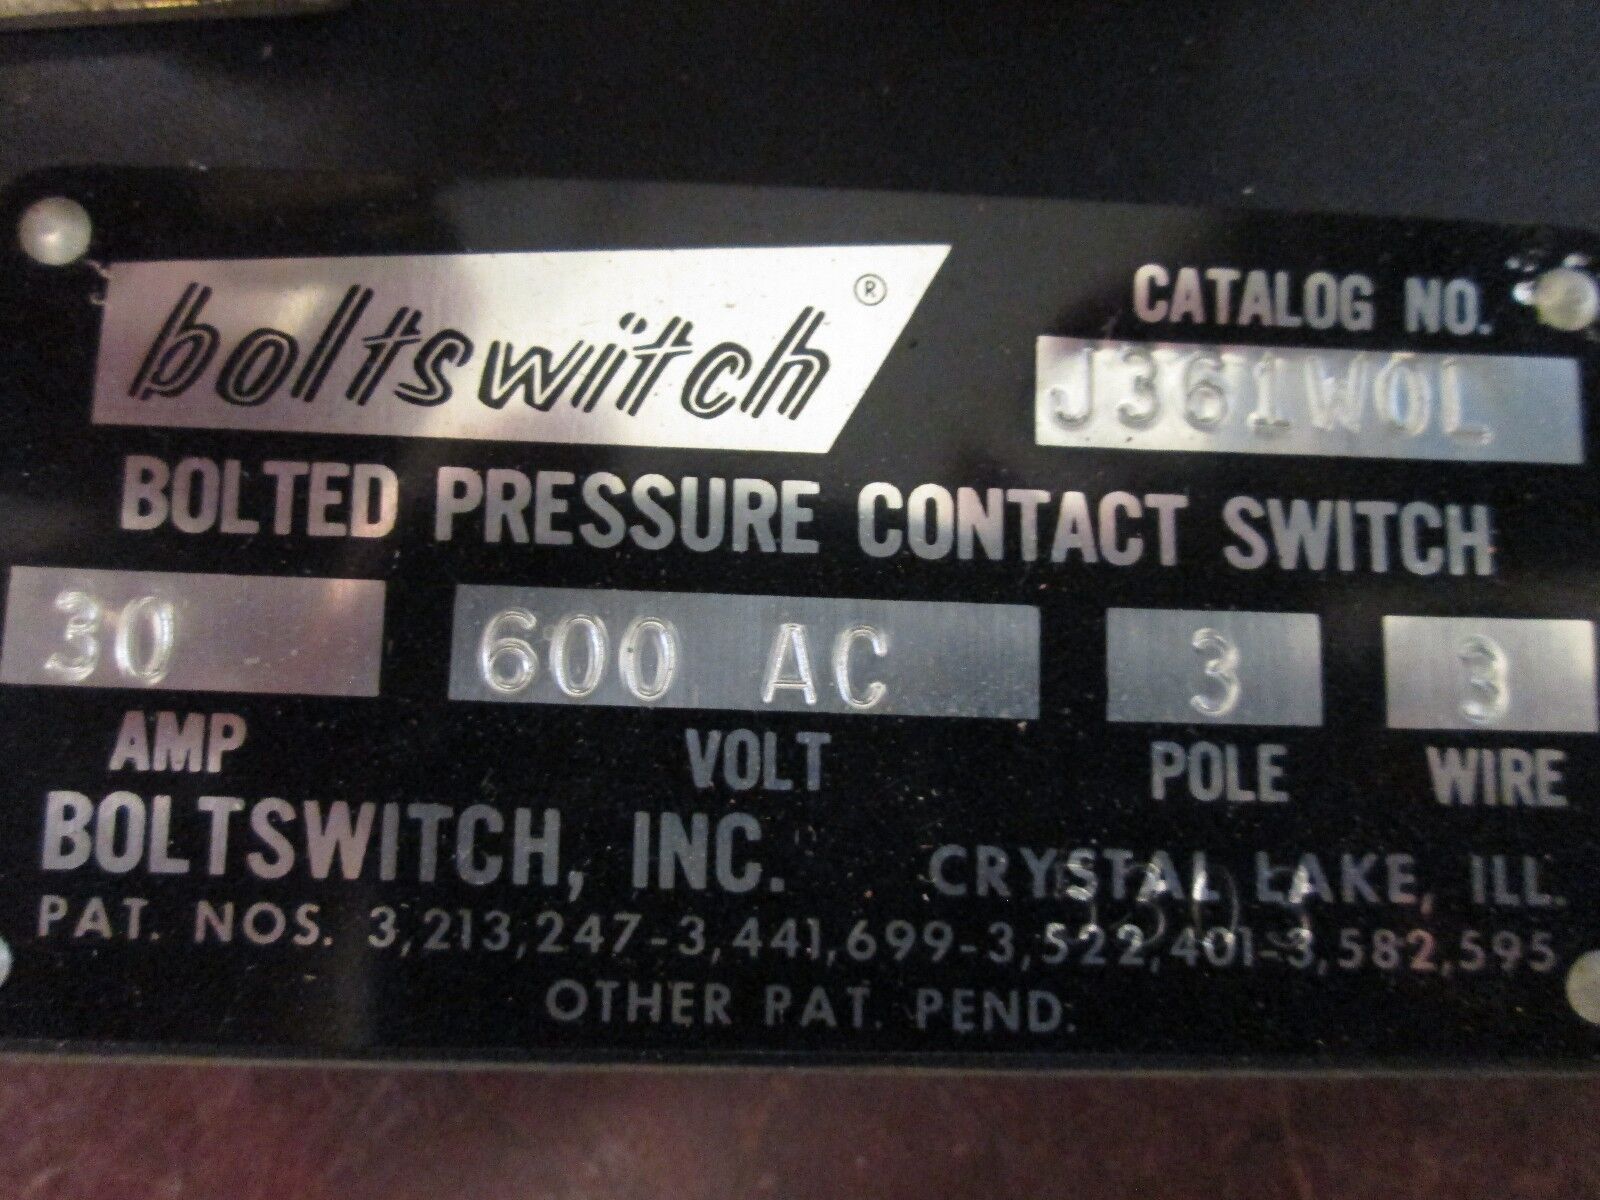 boltswitch ®
CATALOG NO.
J361WOL
BOLTED PRESSURE CONTACT SWITCH
30 600 AC 3 3
AMP VOLT POLE WIRE
BOLTSWITCH, INC. CRYSTAL LAKE, ILL.
PAT. NOS. 3,213,247-3,441,699-3,522,401-3,582,595
OTHER PAT. PEND.